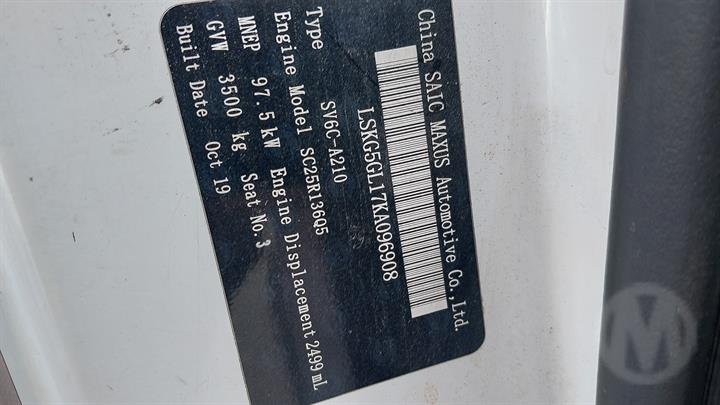 China SAIC MAXUS Automotive Co.,Ltd.
LSKG5GL17KA096908
Type SV6C-A210
Engine Model SC25R136Q5
MNEP 97.5 kW Engine Displacement 2499 mL
GVW 3500 kg Seat No. 3
Built Date Oct 19
M